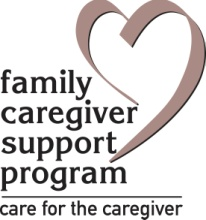 family
caregiver
support
program
care for the caregiver